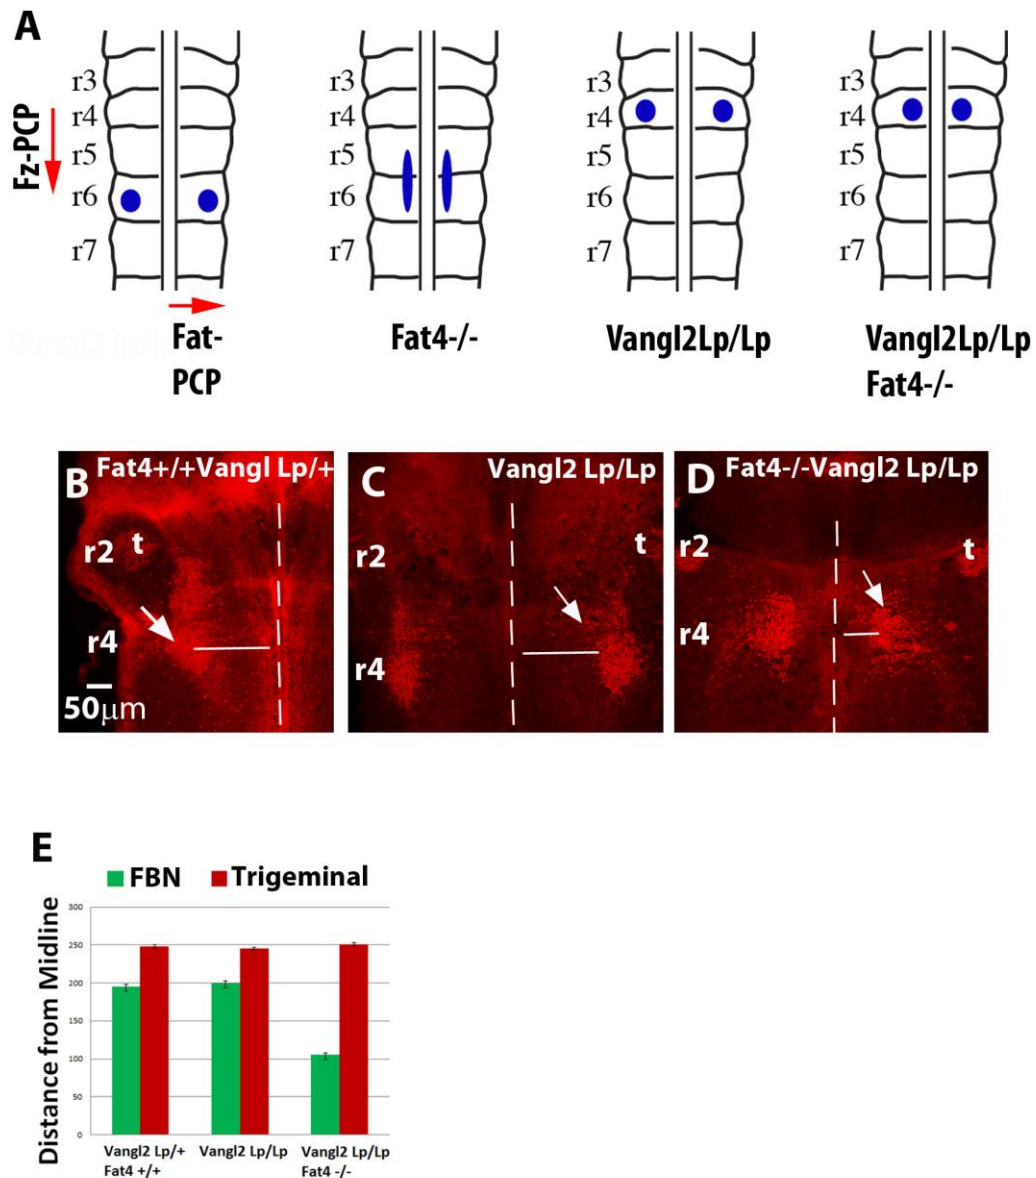 A
Fz-PCP
r3
r4
r5
r6
r7
r3
r4
r5
r6
r7
r3
r4
r5
r6
r7
r3
r4
r5
r6
r7
Fat-
PCP
Fat4-/-
Vangl2Lp/Lp
Vangl2Lp/Lp
Fat4-/-
B
Fat4+/+Vangl Lp/+
t
r2
r4
50μm
C
Vangl2 Lp/Lp
r2
t
r4
D
Fat4-/-Vangl2 Lp/Lp
r2
t
r4
E
FBN
Trigeminal
Distance from Midline
300
250
200
150
100
50
0
Vangl2 Lp/+
Fat4 +/+
Vangl2 Lp/Lp
Vangl2 Lp/Lp
Fat4 -/-